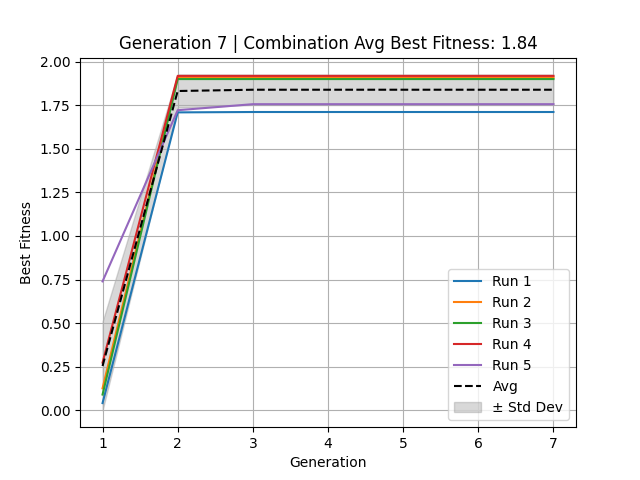 Generation 7 | Combination Avg Best Fitness: 1.84
2.00
1.75
1.50
1.25
1.00
0.75
0.50
0.25
0.00
Best Fitness
Run 1
Run 2
Run 3
Run 4
Run 5
Avg
± Std Dev
1 2 3 4 5 6 7
Generation